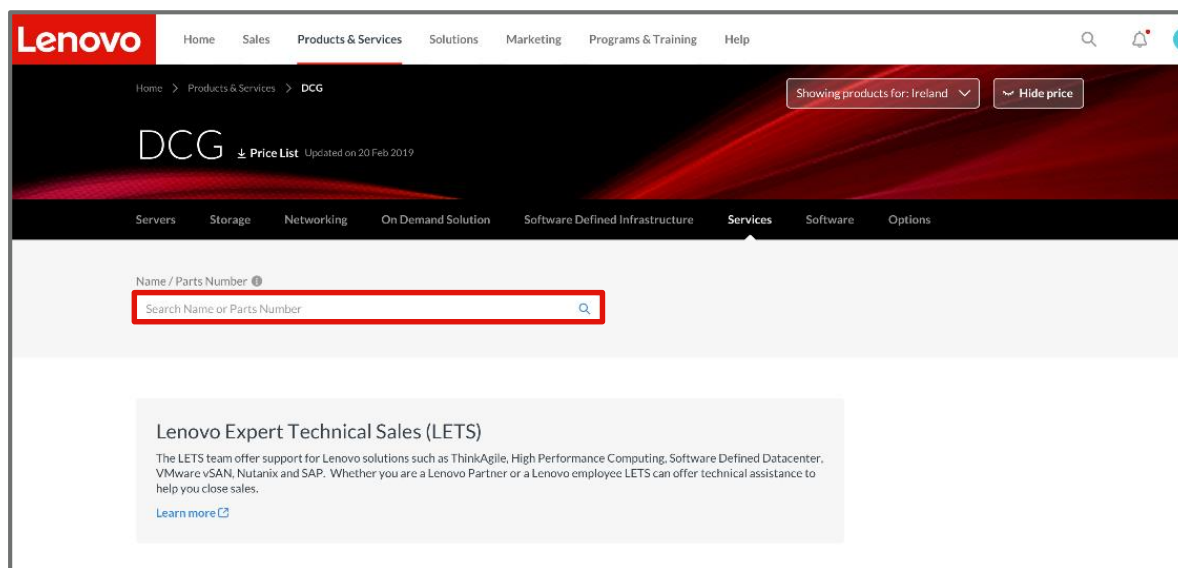 Lenovo
Home Sales Products & Services Solutions Marketing Programs & Training Help
Home > Products & Services > DCG
Showing products for: Ireland
Hide price
DCG Price List Updated on 20 Feb 2019
Servers Storage Networking On Demand Solution Software Defined Infrastructure Services Software Options
Name / Parts Number
Search Name or Parts Number
Lenovo Expert Technical Sales (LETS)
The LETS team offer support for Lenovo solutions such as ThinkAgile, High Performance Computing, Software Defined Datacenter,
VMware vSAN, Nutanix and SAP. Whether you are a Lenovo Partner or a Lenovo employee LETS can offer technical assistance to
help you close sales.
Learn more